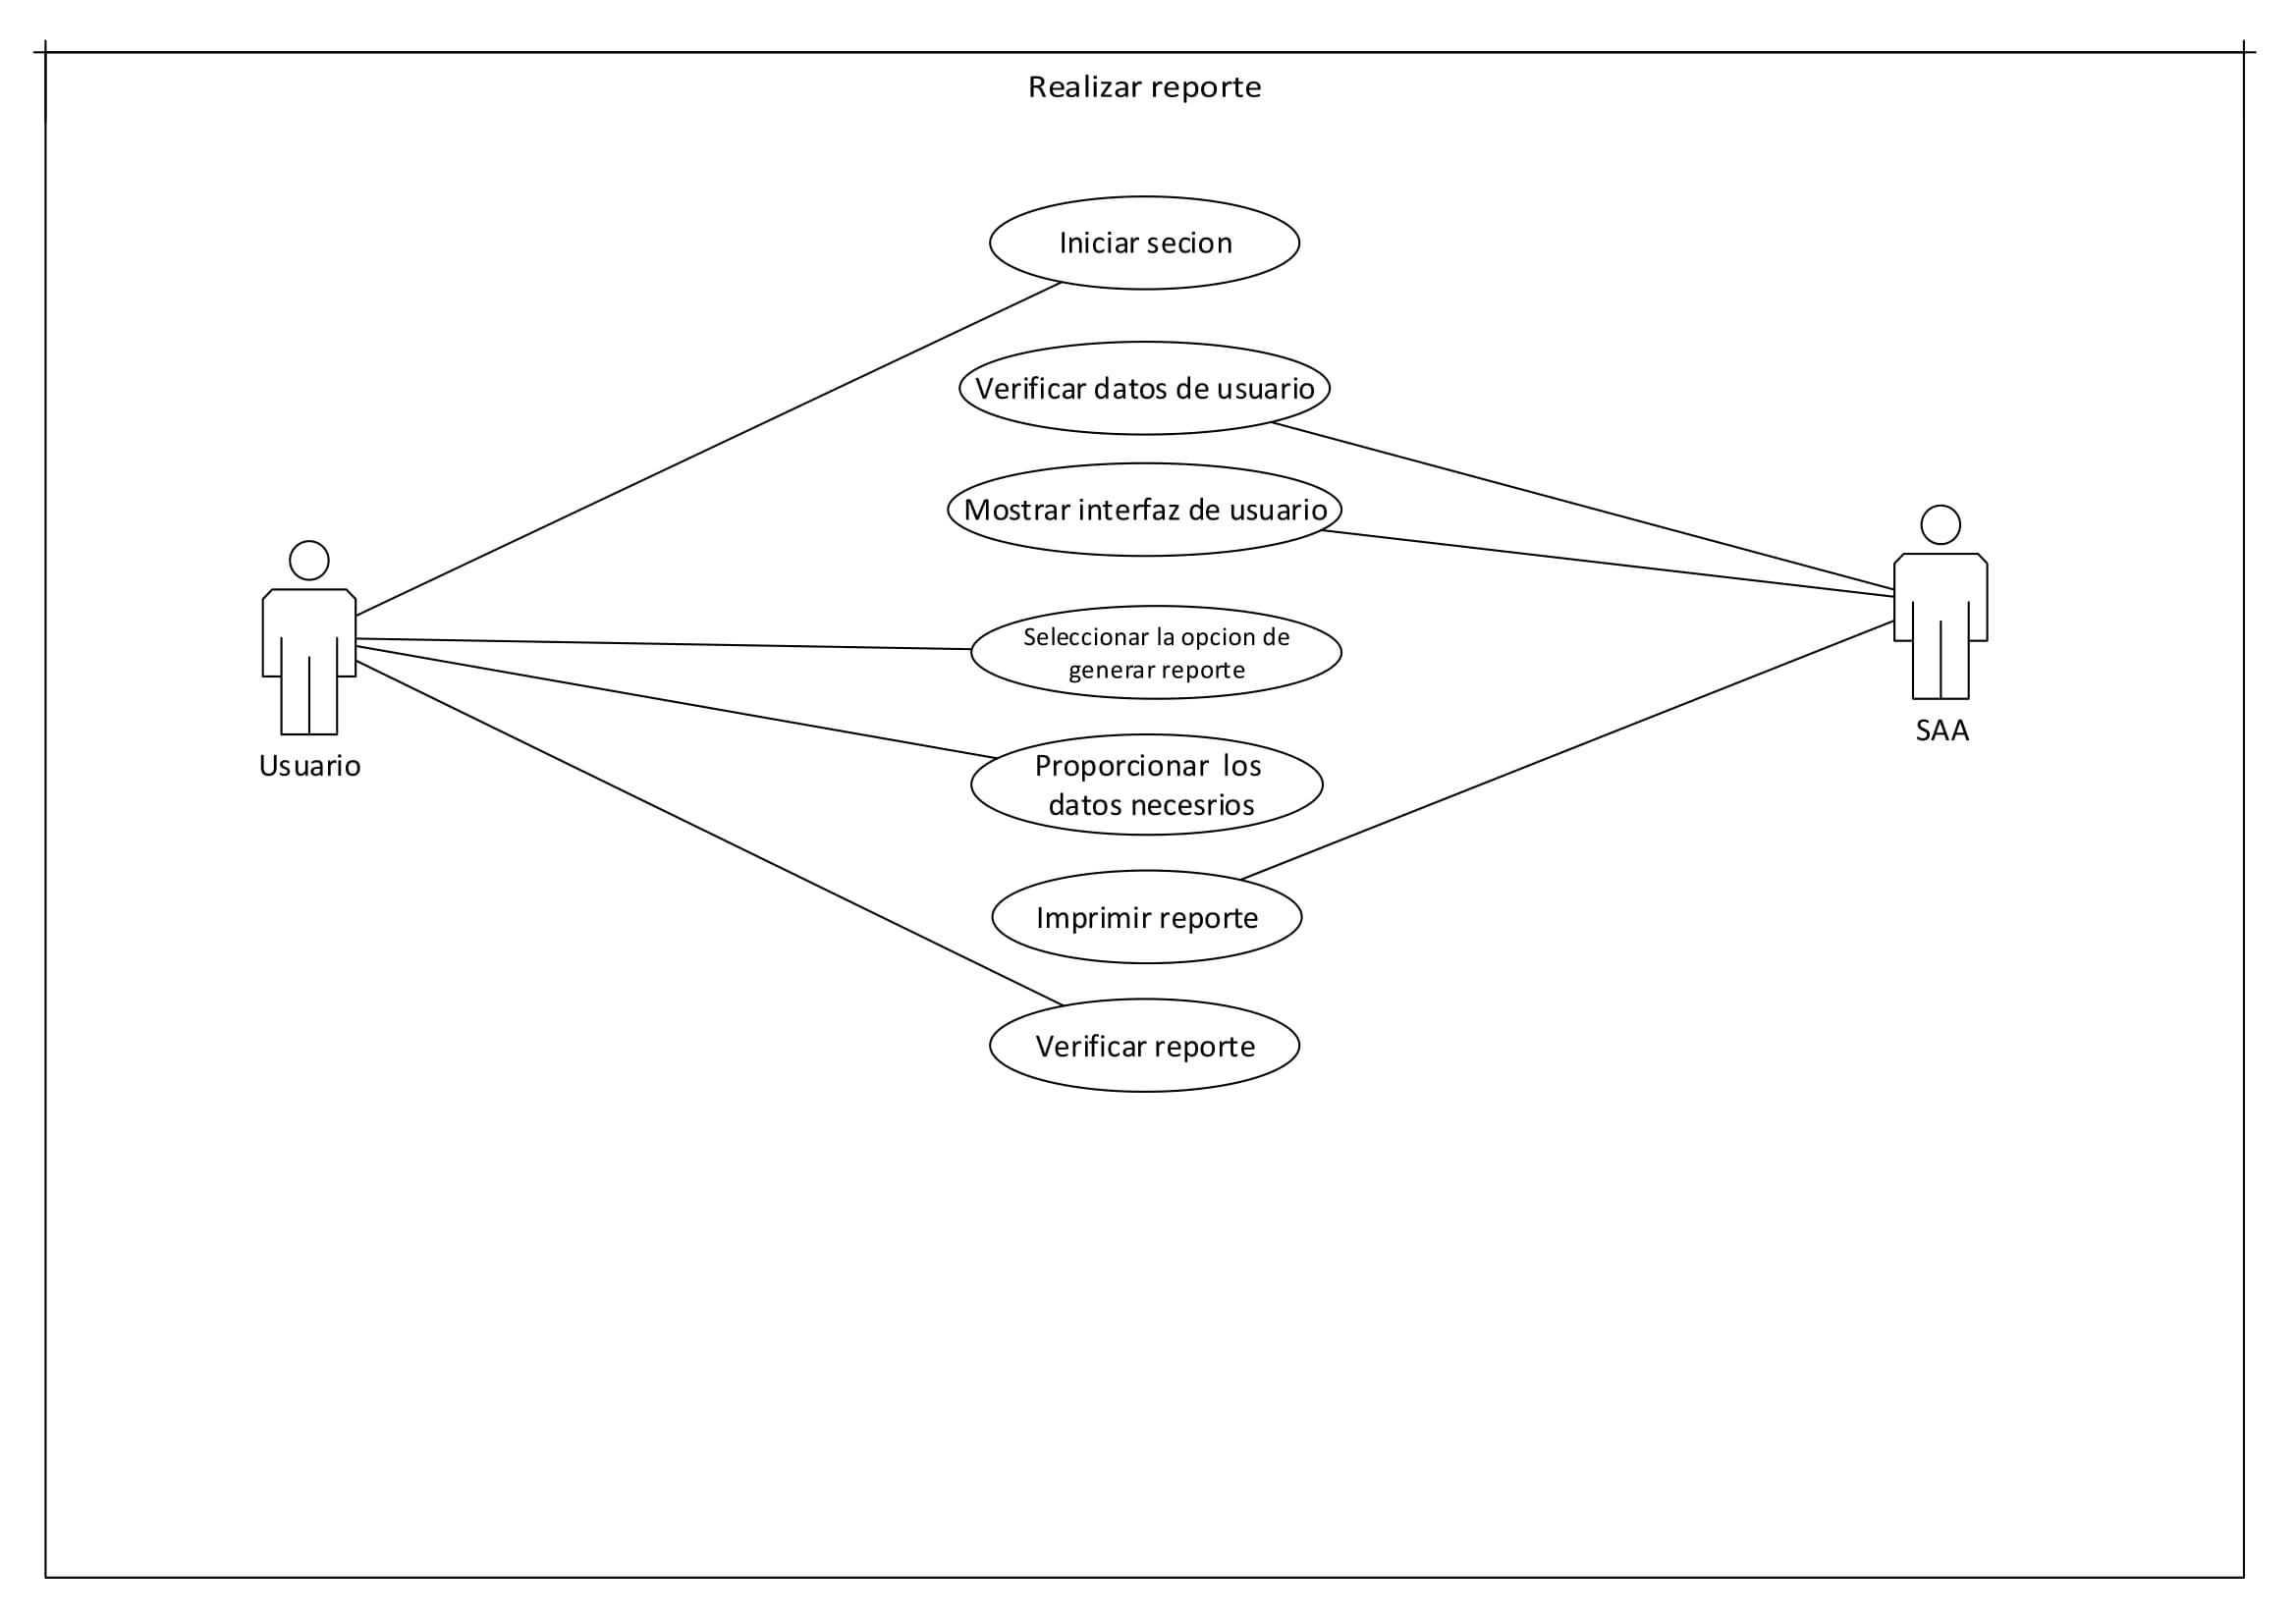 Realizar reporte
Iniciar secion
Verificar datos de usuario
Mostrar interfaz de usuario
Seleccionar la opcion de
generar reporte
Usuario
SAA
Proporcionar los
datos necesrios
Imprimir reporte
Verificar reporte